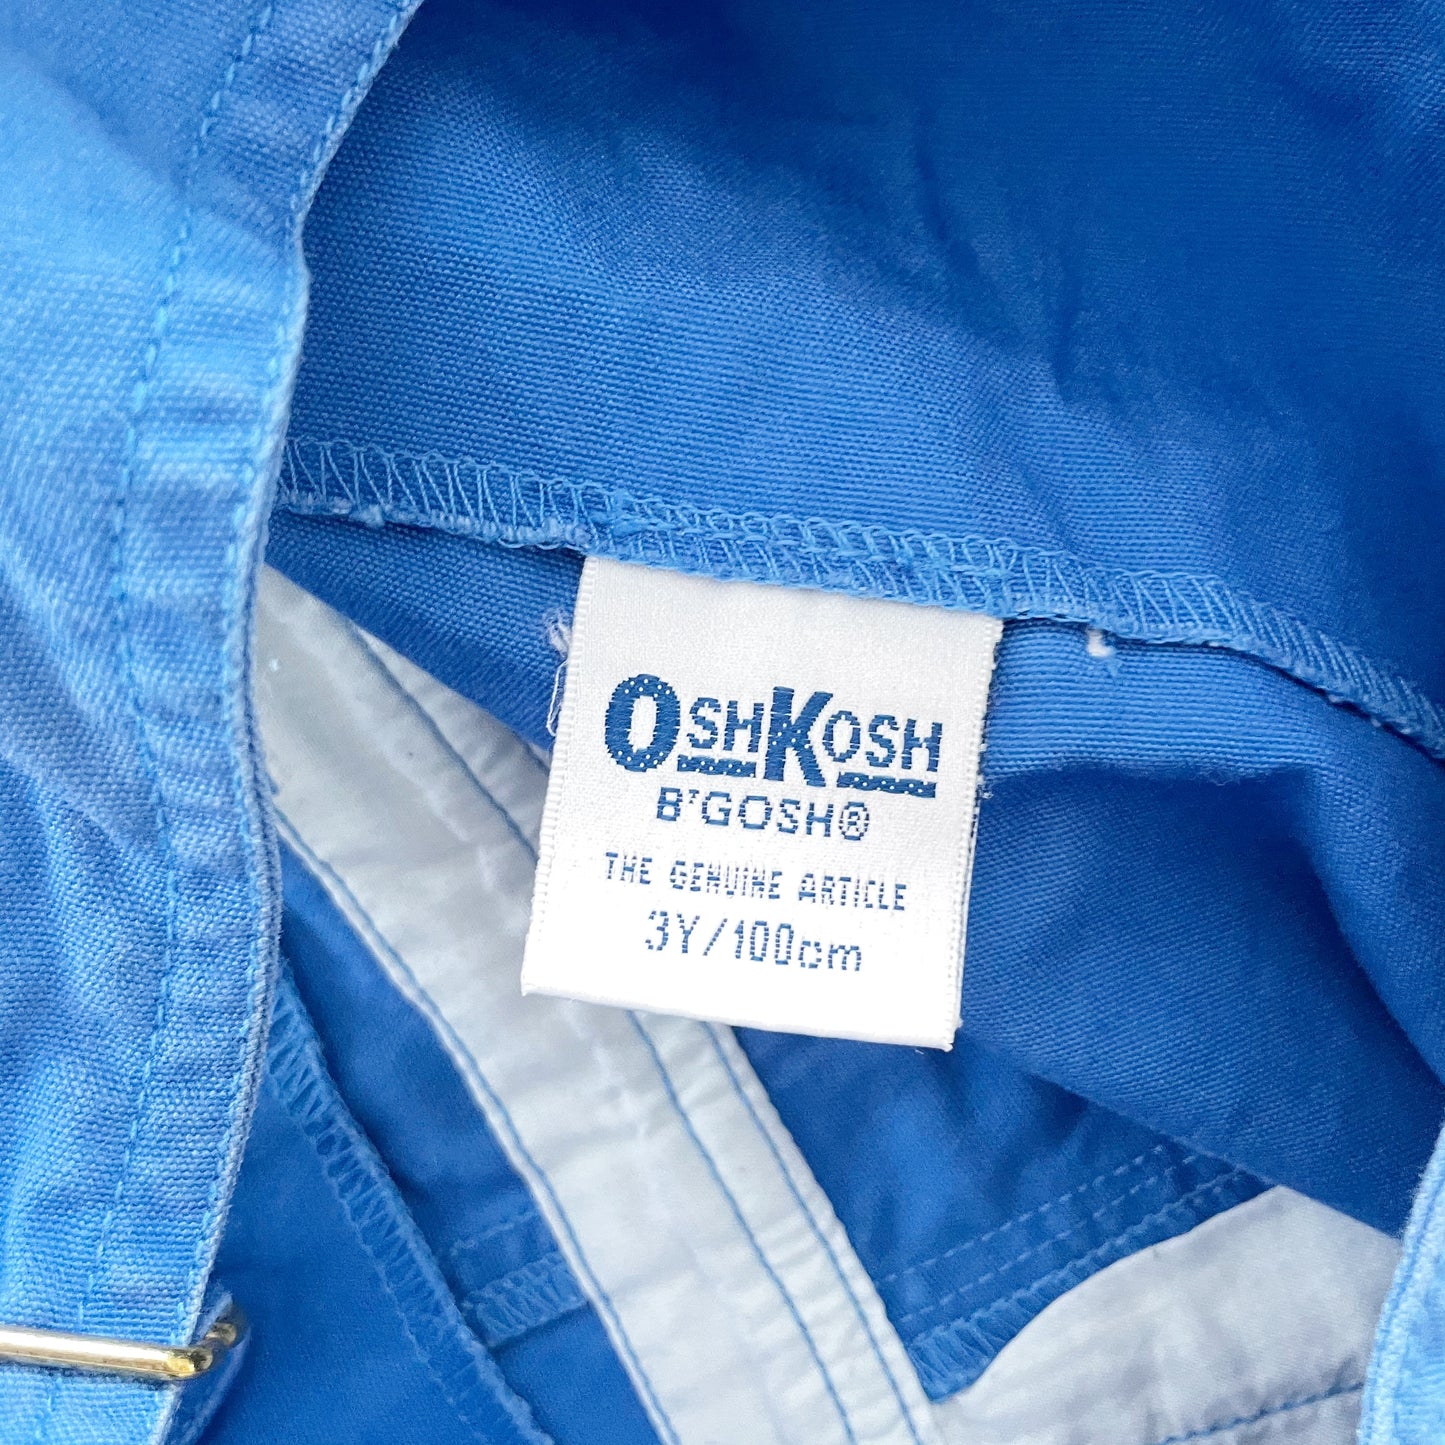 OSHKOSH
B'GOSH®
THE GENUINE ARTICLE
3Y/100cm